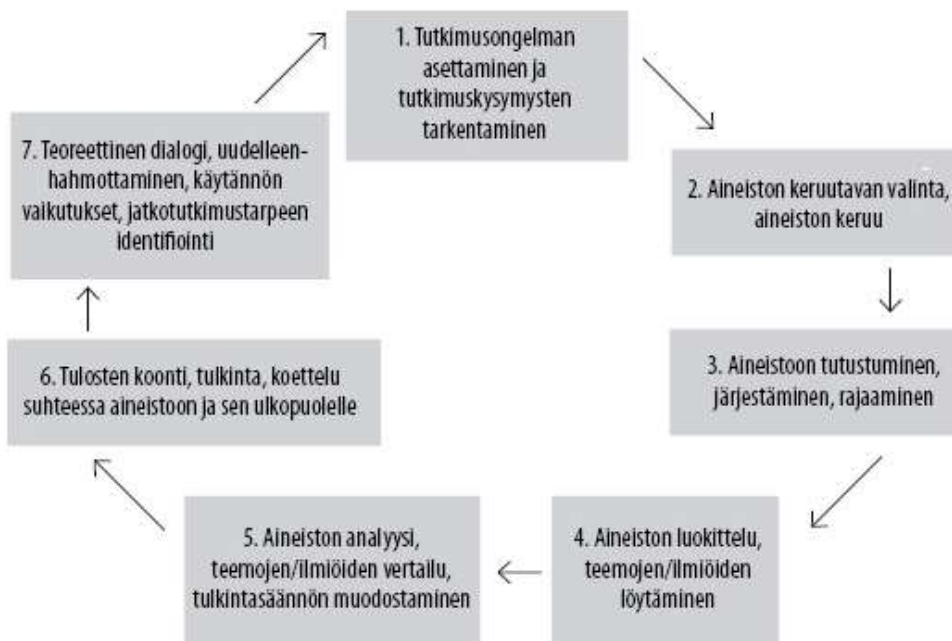 1. Tutkimusongelman
asettaminen ja
tutkimuskysymysten
tarkentaminen
2. Aineiston keruutavan valinta,
aineiston keruu
3. Aineistoon tutustuminen,
järjestäminen, rajaaminen
4. Aineiston luokittelu,
teemojen/ilmiöiden
löytäminen
5. Aineiston analyysi,
teemojen/ilmiöiden vertailu,
tulkintasäännön muodostaminen
6. Tulosten koonti, tulkinta, koettelu
suhteessa aineistoon ja sen ulkopuolelle
7. Teoreettinen dialogi, uudelleen-
hahmottaminen, käytännön
vaikutukset, jatkotutkimustarpeen
identifiointi